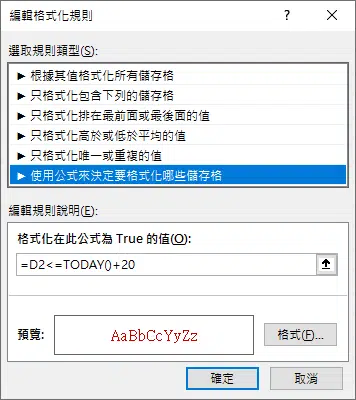 編輯格式化規則 ? ×
選取規則類型(S):
► 根據其值格式化所有儲存格
► 只格式化包含下列的儲存格
► 只格式化排在最前面或最後面的值
► 只格式化高於或低於平均的值
► 只格式化唯一或重複的值
► 使用公式來決定要格式化哪些儲存格
編輯規則說明(E):
格式化在此公式為 True 的值(O):
=D2<=TODAY()+20
預覽: AaBbCcYyZz 格式(F)...
確定 取消